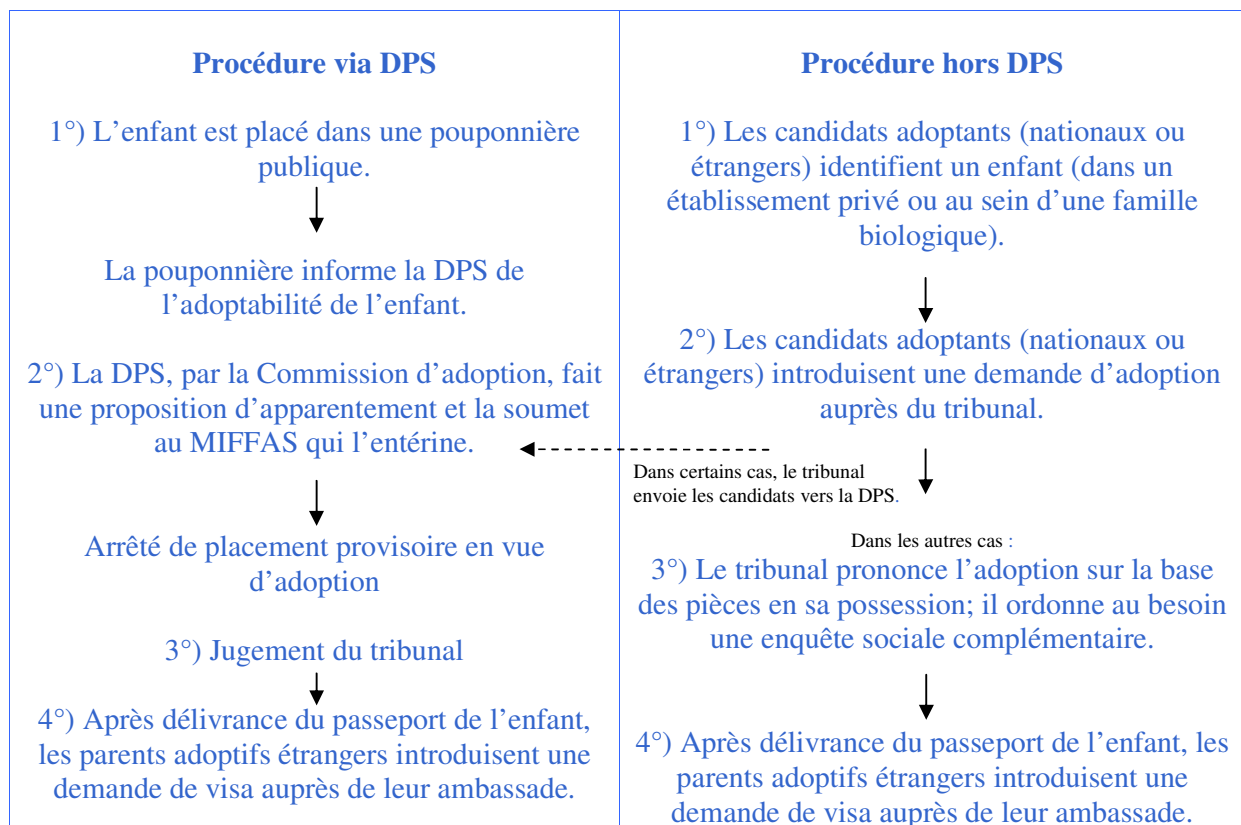 Procédure via DPS
1°) L'enfant est placé dans une pouponnière
publique.
La pouponnière informe la DPS de
l'adoptabilité de l'enfant.
2°) La DPS, par la Commission d'adoption, fait
une proposition d'apparentement et la soumet
au MIFFAS qui l'entérine.
Arrêté de placement provisoire en vue
d'adoption
3°) Jugement du tribunal
4°) Après délivrance du passeport de l'enfant,
les parents adoptifs étrangers introduisent une
demande de visa auprès de leur ambassade.
Procédure hors DPS
1°) Les candidats adoptants (nationaux ou
étrangers) identifient un enfant (dans un
établissement privé ou au sein d'une famille
biologique).
2°) Les candidats adoptants (nationaux ou
étrangers) introduisent une demande d'adoption
auprès du tribunal.
Dans certains cas, le tribunal
envoie les candidats vers la DPS.
Dans les autres cas :
3°) Le tribunal prononce l'adoption sur la base
des pièces en sa possession; il ordonne au besoin
une enquête sociale complémentaire.
4°) Après délivrance du passeport de l'enfant, les
parents adoptifs étrangers introduisent une
demande de visa auprès de leur ambassade.